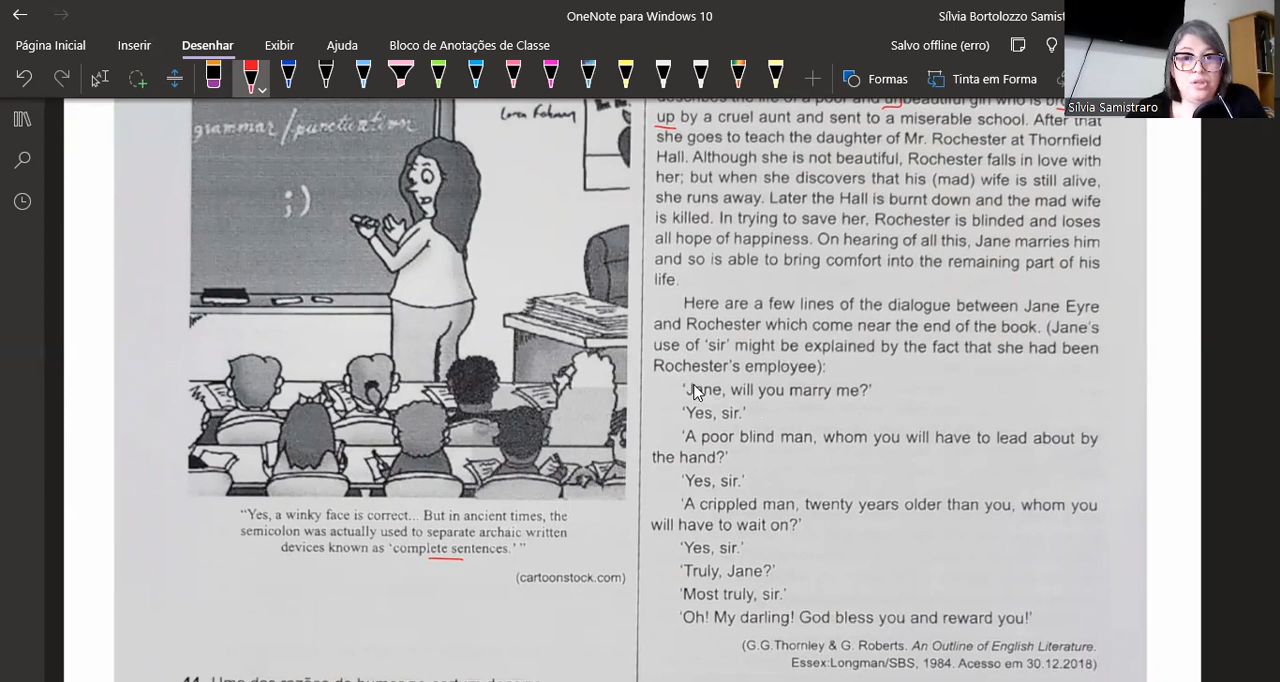 OneNote para Windows 10
Sílvia Bortolozzo Samist
Página Inicial
Inserir
Desenhar
Exibir
Ajuda
Bloco de Anotações de Classe
Salvo offline (erro)
Formas
Tinta em Forma
Sílvia Samistraro
grammar/punctuation
;)
"Yes, a winky face is correct... But in ancient times, the
semicolon was actually used to separate archaic written
devices known as 'complete sentences.' "
(cartoonstock.com)
describes the life of a poor and unbeautiful girl who is
up by a cruel aunt and sent to a miserable school. After that
she goes to teach the daughter of Mr. Rochester at Thornfield
Hall. Although she is not beautiful, Rochester falls in love with
her; but when she discovers that his (mad) wife is still alive,
she runs away. Later the Hall is burnt down and the mad wife
is killed. In trying to save her, Rochester is blinded and loses
all hope of happiness. On hearing of all this, Jane marries him
and so is able to bring comfort into the remaining part of his
life.
Here are a few lines of the dialogue between Jane Eyre
and Rochester which come near the end of the book. (Jane's
use of 'sir' might be explained by the fact that she had been
Rochester's employee):
'Jane, will you marry me?'
'Yes, sir.'
'A poor blind man, whom you will have to lead about by
the hand?'
'Yes, sir.'
'A crippled man, twenty years older than you, whom you
will have to wait on?'
'Yes, sir.'
'Truly, Jane?'
'Most truly, sir.'
'Oh! My darling! God bless you and reward you!'
(G.G.Thornley & G. Roberts. An Outline of English Literature.
Essex:Longman/SBS, 1984. Acesso em 30.12.2018)